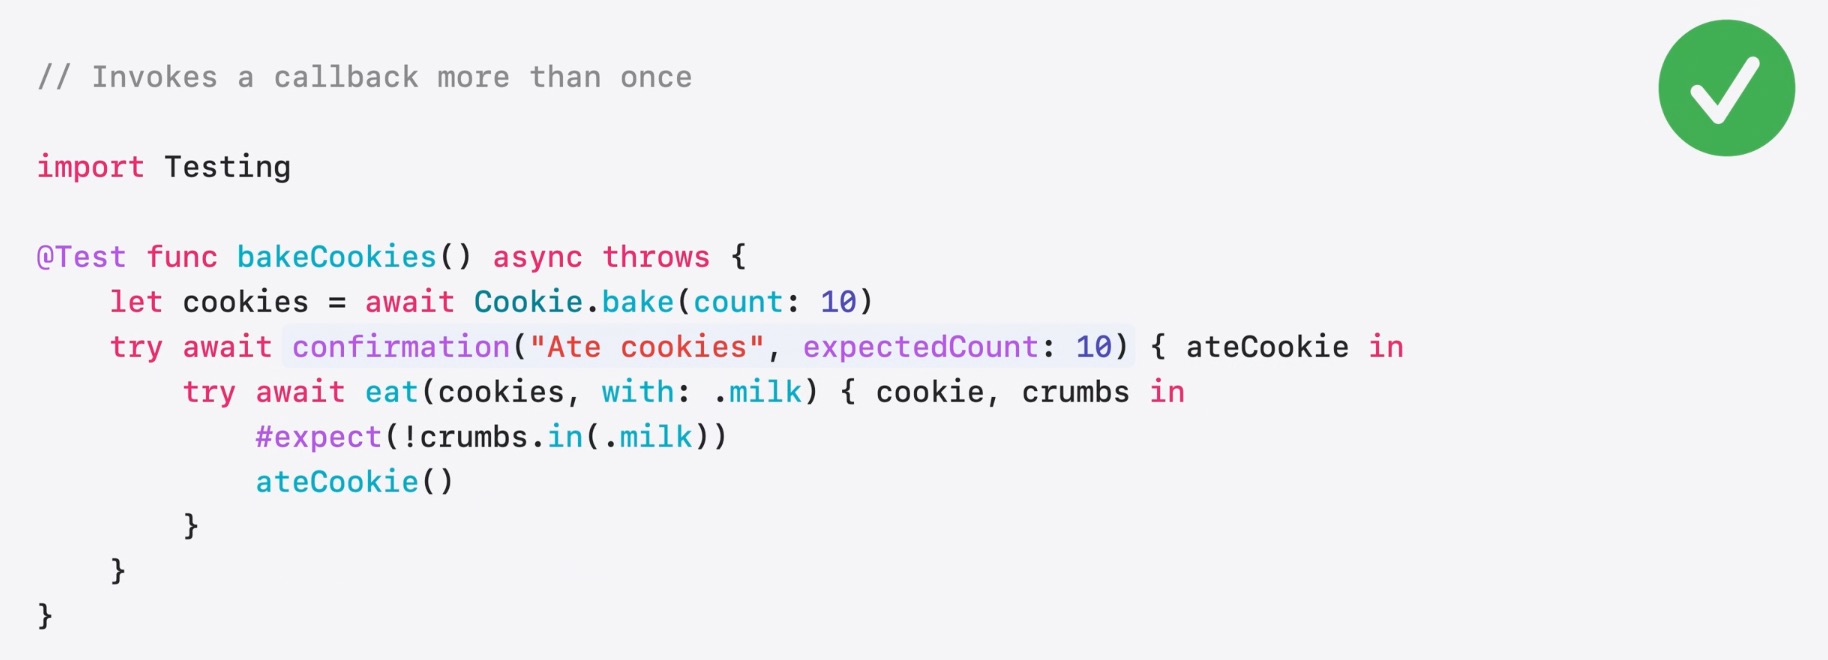 // Invokes a callback more than once
import Testing
@Test func bakeCookies() async throws {
    let cookies = await Cookie.bake(count: 10)
    try await confirmation("Ate cookies", expectedCount: 10) { ateCookie in
        try await eat(cookies, with: .milk) { cookie, crumbs in
            #expect(!crumbs.in(.milk))
            ateCookie()
        }
    }
}